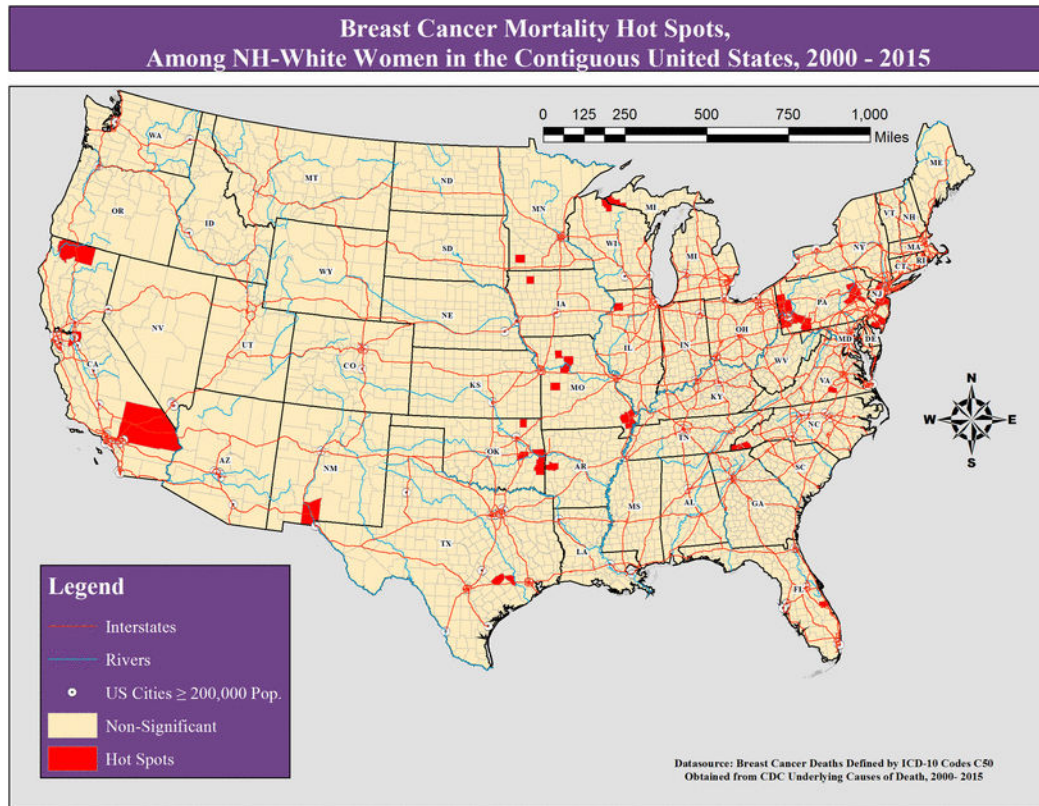 Breast Cancer Mortality Hot Spots,
Among NH-White Women in the Contiguous United States, 2000 - 2015
0 125 250 500 750 1,000
Miles
WA
MT
ND
MN
ME
OR
ID
SD
WI
MI
MI
VT
NH
NY
MA
CT
RI
WY
IA
PA
NJ
NE
NV
UT
CO
IL
IN
OH
MD
DE
WV
VA
CA
KS
MO
KY
NC
TN
AZ
NM
OK
AR
SC
MS
AL
GA
TX
LA
FL
N
W
E
S
Legend
Interstates
Rivers
US Cities ≥ 200,000 Pop.
Non-Significant
Hot Spots
Datasource: Breast Cancer Deaths Defined by ICD-10 Codes C50
Obtained from CDC Underlying Causes of Death, 2000- 2015